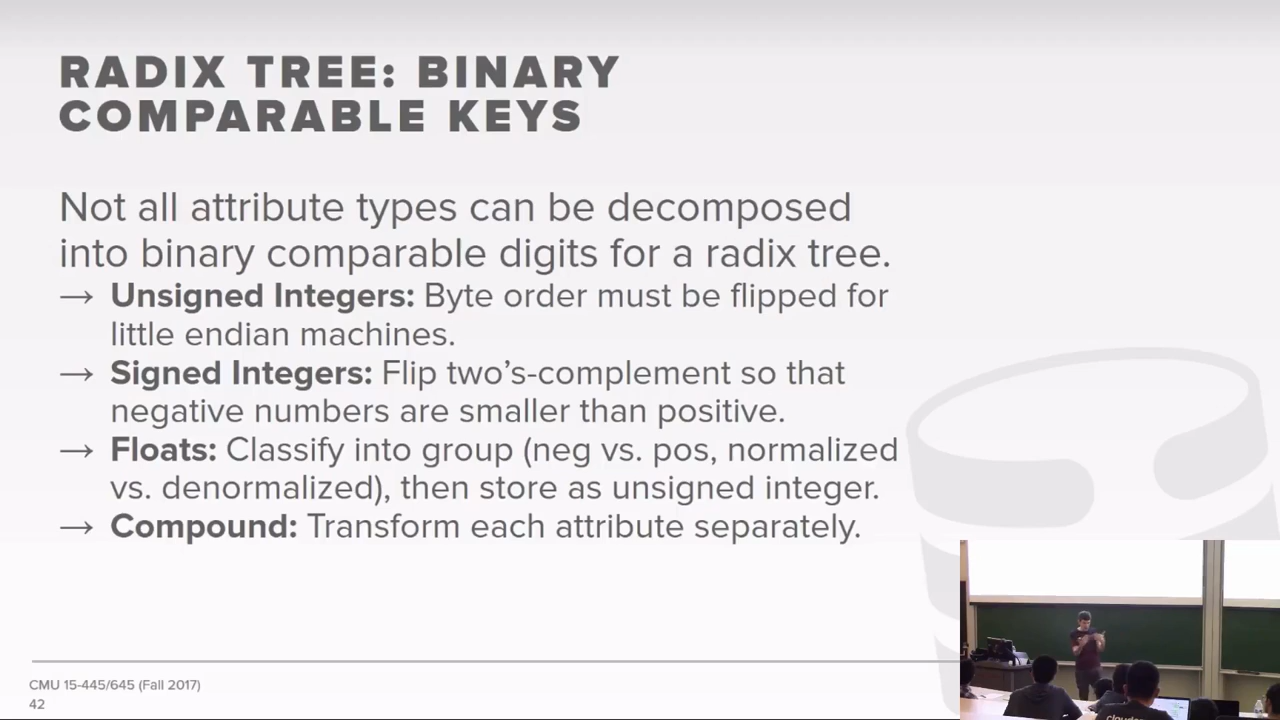 RADIX TREE: BINARY
COMPARABLE KEYS
Not all attribute types can be decomposed
into binary comparable digits for a radix tree.
→ Unsigned Integers: Byte order must be flipped for
little endian machines.
→ Signed Integers: Flip two’s-complement so that
negative numbers are smaller than positive.
→ Floats: Classify into group (neg vs. pos, normalized
vs. denormalized), then store as unsigned integer.
→ Compound: Transform each attribute separately.
CMU 15-445/645 (Fall 2017)
42